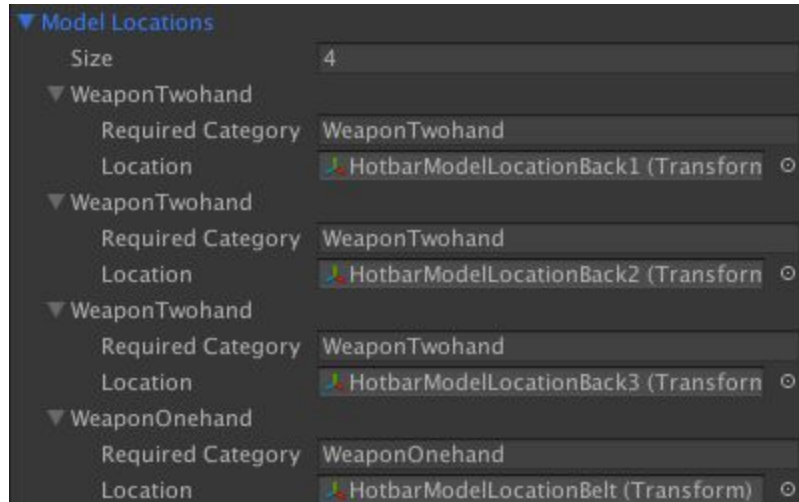 Model Locations
Size 4
WeaponTwohand
Required Category WeaponTwohand
Location HotbarModelLocationBack1 (Transforn
WeaponTwohand
Required Category WeaponTwohand
Location HotbarModelLocationBack2 (Transforn
WeaponTwohand
Required Category WeaponTwohand
Location HotbarModelLocationBack3 (Transforn
WeaponOnehand
Required Category WeaponOnehand
Location HotbarModelLocationBelt (Transform)